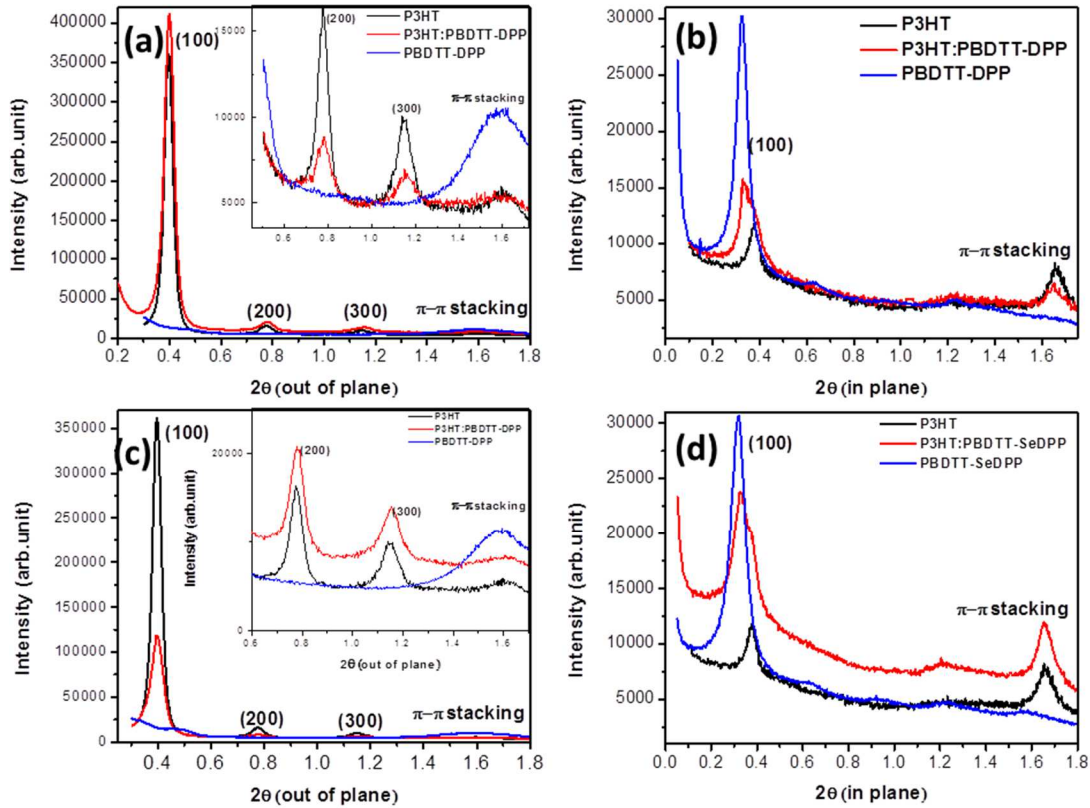 (a)
(100)
(200)
(300)
π–π stacking
Intensity (arb.unit)
400000
350000
300000
250000
200000
150000
100000
50000
0
0.2 0.4 0.6 0.8 1.0 1.2 1.4 1.6 1.8
2θ (out of plane)
P3HT
P3HT:PBDTT-DPP
PBDTT-DPP
(200)
(300)
π–π stacking
15000
10000
5000
0.6 0.8 1.0 1.2 1.4 1.6
(b)
P3HT
P3HT:PBDTT-DPP
PBDTT-DPP
(100)
π–π stacking
Intensity (arb.unit)
30000
25000
20000
15000
10000
5000
0
0.0 0.2 0.4 0.6 0.8 1.0 1.2 1.4 1.6
2θ (in plane)
(c)
(100)
(200)
(300)
π–π stacking
Intensity (arb.unit)
350000
300000
250000
200000
150000
100000
50000
0
0.4 0.6 0.8 1.0 1.2 1.4 1.6 1.8
2θ (out of plane)
P3HT
P3HT:PBDTT-DPP
PBDTT-DPP
(200)
(300)
π–π stacking
Intensity (arb.unit)
20000
10000
0
0.6 0.8 1.0 1.2 1.4 1.6
2θ (out of plane)
(d)
P3HT
P3HT:PBDTT-SeDPP
PBDTT-SeDPP
(100)
π–π stacking
Intensity (arb.unit)
30000
25000
20000
15000
10000
5000
0
0.0 0.2 0.4 0.6 0.8 1.0 1.2 1.4 1.6 1.8
2θ (in plane)